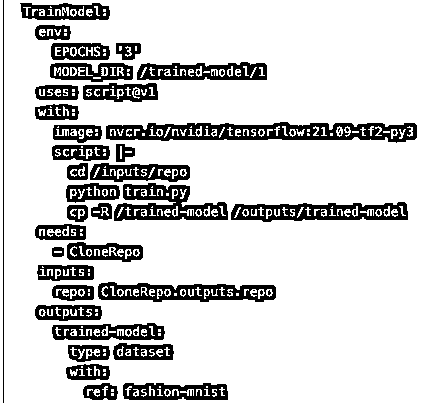 TrainModel:
env:
EPOCHS: '3'
MODEL_DIR: /trained-model/1
uses: script@v1
with:
image: nvcr.io/nvidia/tensorflow:21.09-tf2-py3
script: |-
cd /inputs/repo
python train.py
cp -R /trained-model /outputs/trained-model
needs:
- CloneRepo
inputs:
repo: CloneRepo.outputs.repo
outputs:
trained-model:
type: dataset
with:
ref: fashion-mnist